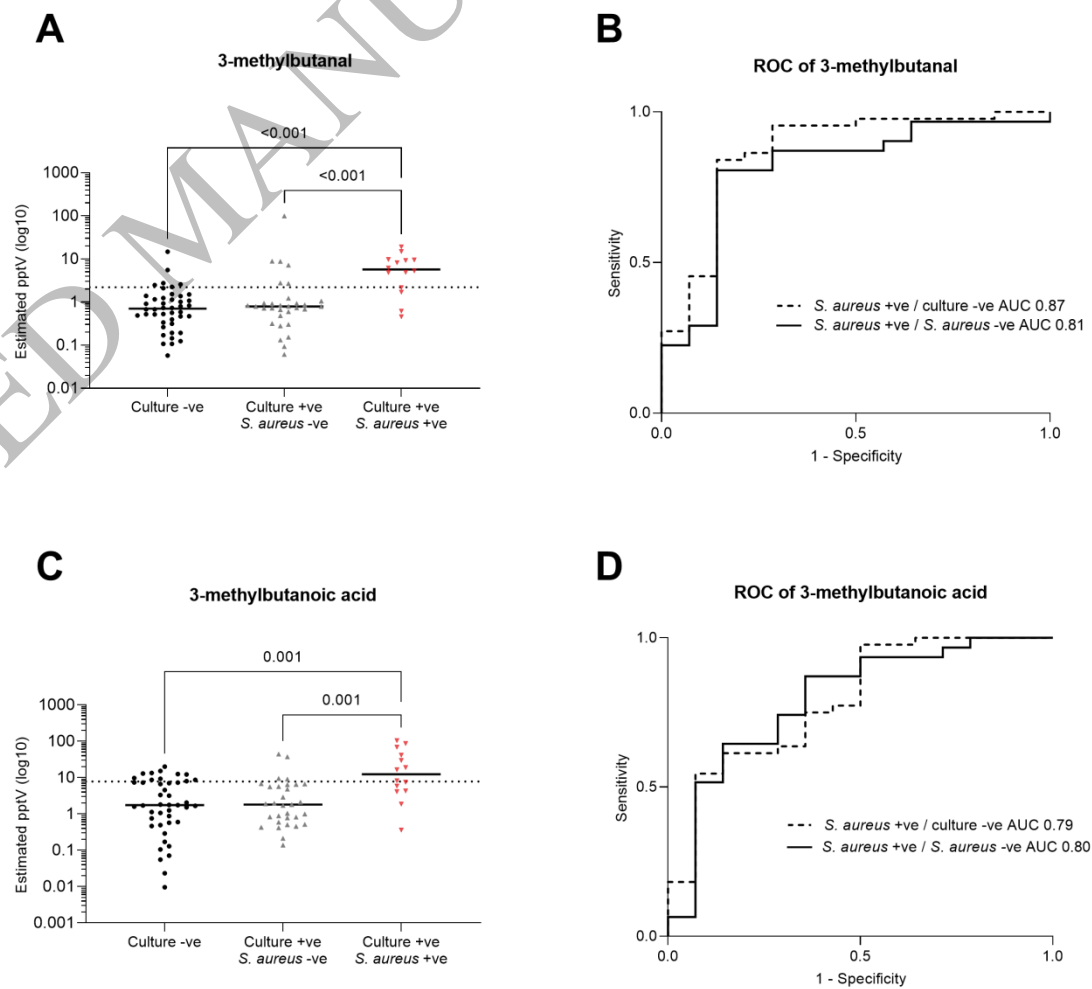 ED MANU
A
3-methylbutanal
<0.001
<0.001
1000
100
10
1
0.1
0.01
Estimated pptV (log10)
Culture -ve
Culture +ve
S. aureus -ve
Culture +ve
S. aureus +ve
B
ROC of 3-methylbutanal
1.0
0.5
0.0
Sensitivity
S. aureus +ve / culture -ve AUC 0.87
S. aureus +ve / S. aureus -ve AUC 0.81
0.0
0.5
1.0
1 - Specificity
C
3-methylbutanoic acid
0.001
0.001
1000
100
10
1
0.1
0.01
0.001
Estimated pptV (log10)
Culture -ve
Culture +ve
S. aureus -ve
Culture +ve
S. aureus +ve
D
ROC of 3-methylbutanoic acid
1.0
0.5
0.0
Sensitivity
S. aureus +ve / culture -ve AUC 0.79
S. aureus +ve / S. aureus -ve AUC 0.80
0.0
0.5
1.0
1 - Specificity